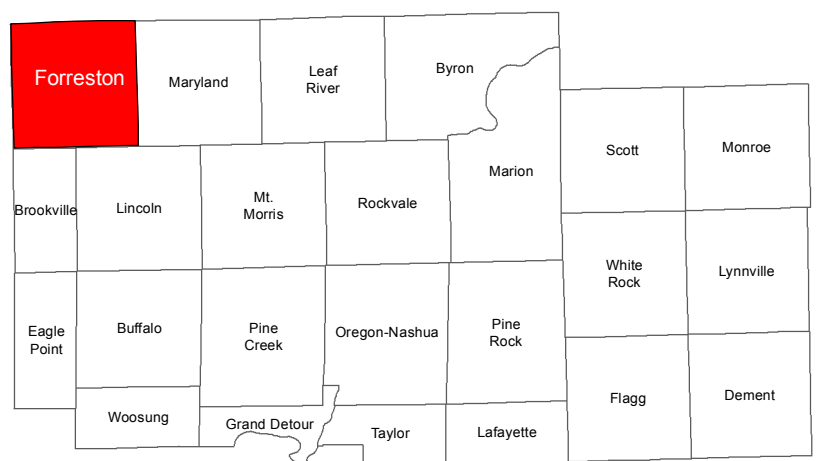 Forreston
Maryland
Leaf
River
Byron
Scott
Monroe
Marion
Brookville
Lincoln
Mt.
Morris
Rockvale
White
Rock
Lynnville
Eagle
Point
Buffalo
Pine
Creek
Oregon-Nashua
Pine
Rock
Flagg
Dement
Woosung
Grand Detour
Taylor
Lafayette